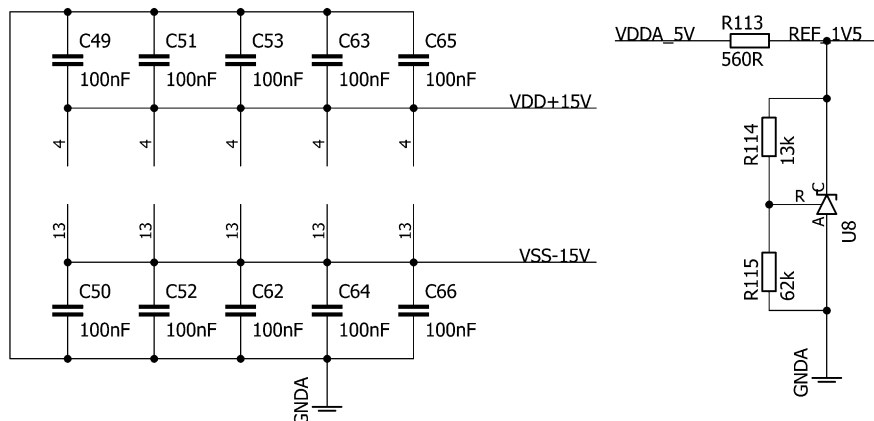 C49 C51 C53 C63 C65
100nF 100nF 100nF 100nF 100nF
VDD+15V
4 4 4 4 4
13 13 13 13 13
VSS-15V
C50 C52 C62 C64 C66
100nF 100nF 100nF 100nF 100nF
GNDA
R113
VDDA_5V REF_1V5
560R
R114
13k
R C
A
U8
R115
62k
GNDA